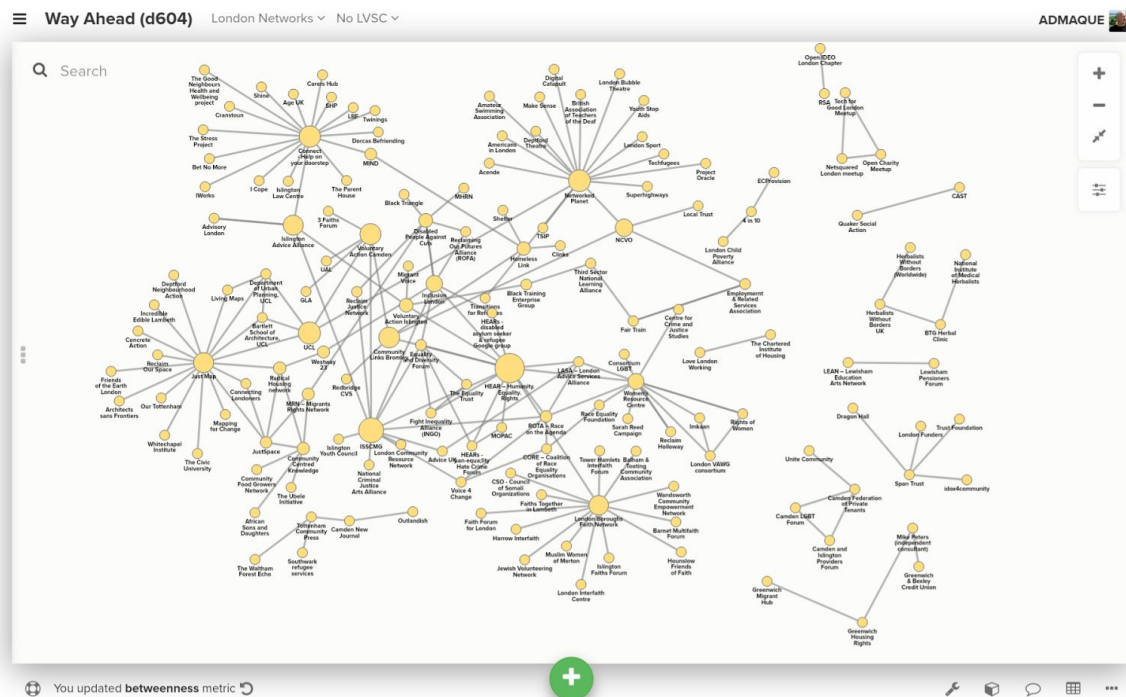 Way Ahead (d604)
London Networks
No LVSC
ADMAQUE
Search
The Good
Neighbours
Health and
Wellbeing
project
Shine
Age UK
Carers Hub
SHP
LBF
Twinings
Cranstoun
The Stress
Project
Dorcas Befriending
Connect
- Help on
your doorstep
MIND
Bet No More
IWorks
I Cope
Islington
Law Centre
The Parent
House
Digital
Catapult
London Bubble
Theatre
Amateur
Swimming
Association
Make Sense
British
Association
of Teachers
of the Deaf
Youth Stop
Aids
Americans
in London
Deptford
Theatre
London Sport
Techfugees
Project
Oracle
Acende
Networked
Planet
Superhighways
Open IDEO
London Chapter
RSA
Tech for
Good London
Meetup
Netsquared
London meetup
Open Charity
Meetup
ECProvision
4 in 10
London Child
Poverty
Alliance
CAST
Quaker Social
Action
Black Triangle
MHRN
Advisory
London
Islington
Advice Alliance
3 Faiths
Forum
Voluntary
Action Camden
Disabled
People Against
Cuts
Reclaiming
Our Futures
Alliance
(ROFA)
Shelter
TSIP
Homeless
Link
Clinks
NCVO
Local Trust
Herbalists
Without
Borders
(Worldwide)
National
Institute
of Medical
Herbalists
Herbalists
Without
Borders
UK
BTG Herbal
Clinic
UAL
Migrant
Voice
Inclusion
London
Third Sector
National
Learning
Alliance
Employment
& Related
Services
Association
Deptford
Neighbourhood
Action
Living Maps
Department
of Urban
Planning,
UCL
GLA
Reclaim
Justice
Network
Voluntary
Action Islington
Transitions
Black Training
Enterprise
Group
HEARs -
disabled
asylum seeker
& refugee
Google group
Fair Train
Centre for
Crime and
Justice
Studies
Incredible
Edible Lambeth
Bartlett
School of
Architecture,
UCL
UCL
Concrete
Action
Reclaim
Our Space
Westway
23
Community
Links Bromley
Equality
and Diversity
Forum
Consortium
LGBT
Love London
Working
The Chartered
Institute
of Housing
LEAN – Lewisham
Education
Arts Network
Lewisham
Pensioners
Forum
Friends
of the Earth
London
Just Map
Radical
Housing
network
Redbridge
CVS
The Equality
Trust
HEAR – Humanity
Equality
Rights
LASA – London
Advice Services
Alliance
Women's
Resource
Centre
Architects
sans Frontieres
Our Tottenham
Connecting
Londoners
MRN – Migrants
Rights Network
Mapping
for Change
Fight Inequality
Alliance
(INGO)
MOPAC
ROTA – Race
on the Agenda
Race Equality
Foundation
Sarah Reed
Campaign
Imkaan
Rights of
Women
Dragon Hall
Whitechapel
Institute
The Civic
University
JustSpace
Islington
Youth Council
ISSCMG
London Community
Resource
Network
Advice UK
HEARs -
Pan-equality
Hate Crime
Reclaim
Holloway
London VAWG
consortium
London Funders
Trust Foundation
Community
Centred
Knowledge
National
Criminal
Justice
Arts Alliance
Voice 4
Change
CORE – Coalition
of Race
Equality
Organisations
Tower Hamlets
Interfaith
Forum
Balham &
Tooting
Community
Association
Unite Community
Span Trust
idox4community
Community
Food Growers
Network
The Ubele
Initiative
CSO - Council
of Somali
Organizations
Faiths Together
in Lambeth
Wandsworth
Community
Empowerment
Network
Camden Federation
of Private
Tenants
African
Sons and
Daughters
Tottenham
Community
Press
Camden New
Journal
Outlandish
Faith Forum
for London
Harrow Interfaith
London Boroughs
Faith Network
Barnet Multifaith
Forum
Camden LGBT
Forum
Camden and
Islington
Providers
Forum
Mike Peters
(independent
consultant)
The Waltham
Forest Echo
Southwark
refugee
services
Jewish Volunteering
Network
Muslim Women
of Merton
Islington
Faiths Forum
Hounslow
Friends
of Faith
London Interfaith
Centre
Greenwich
Migrant
Hub
Greenwich
& Bexley
Credit Union
Greenwich
Housing
Rights
You updated betweenness metric